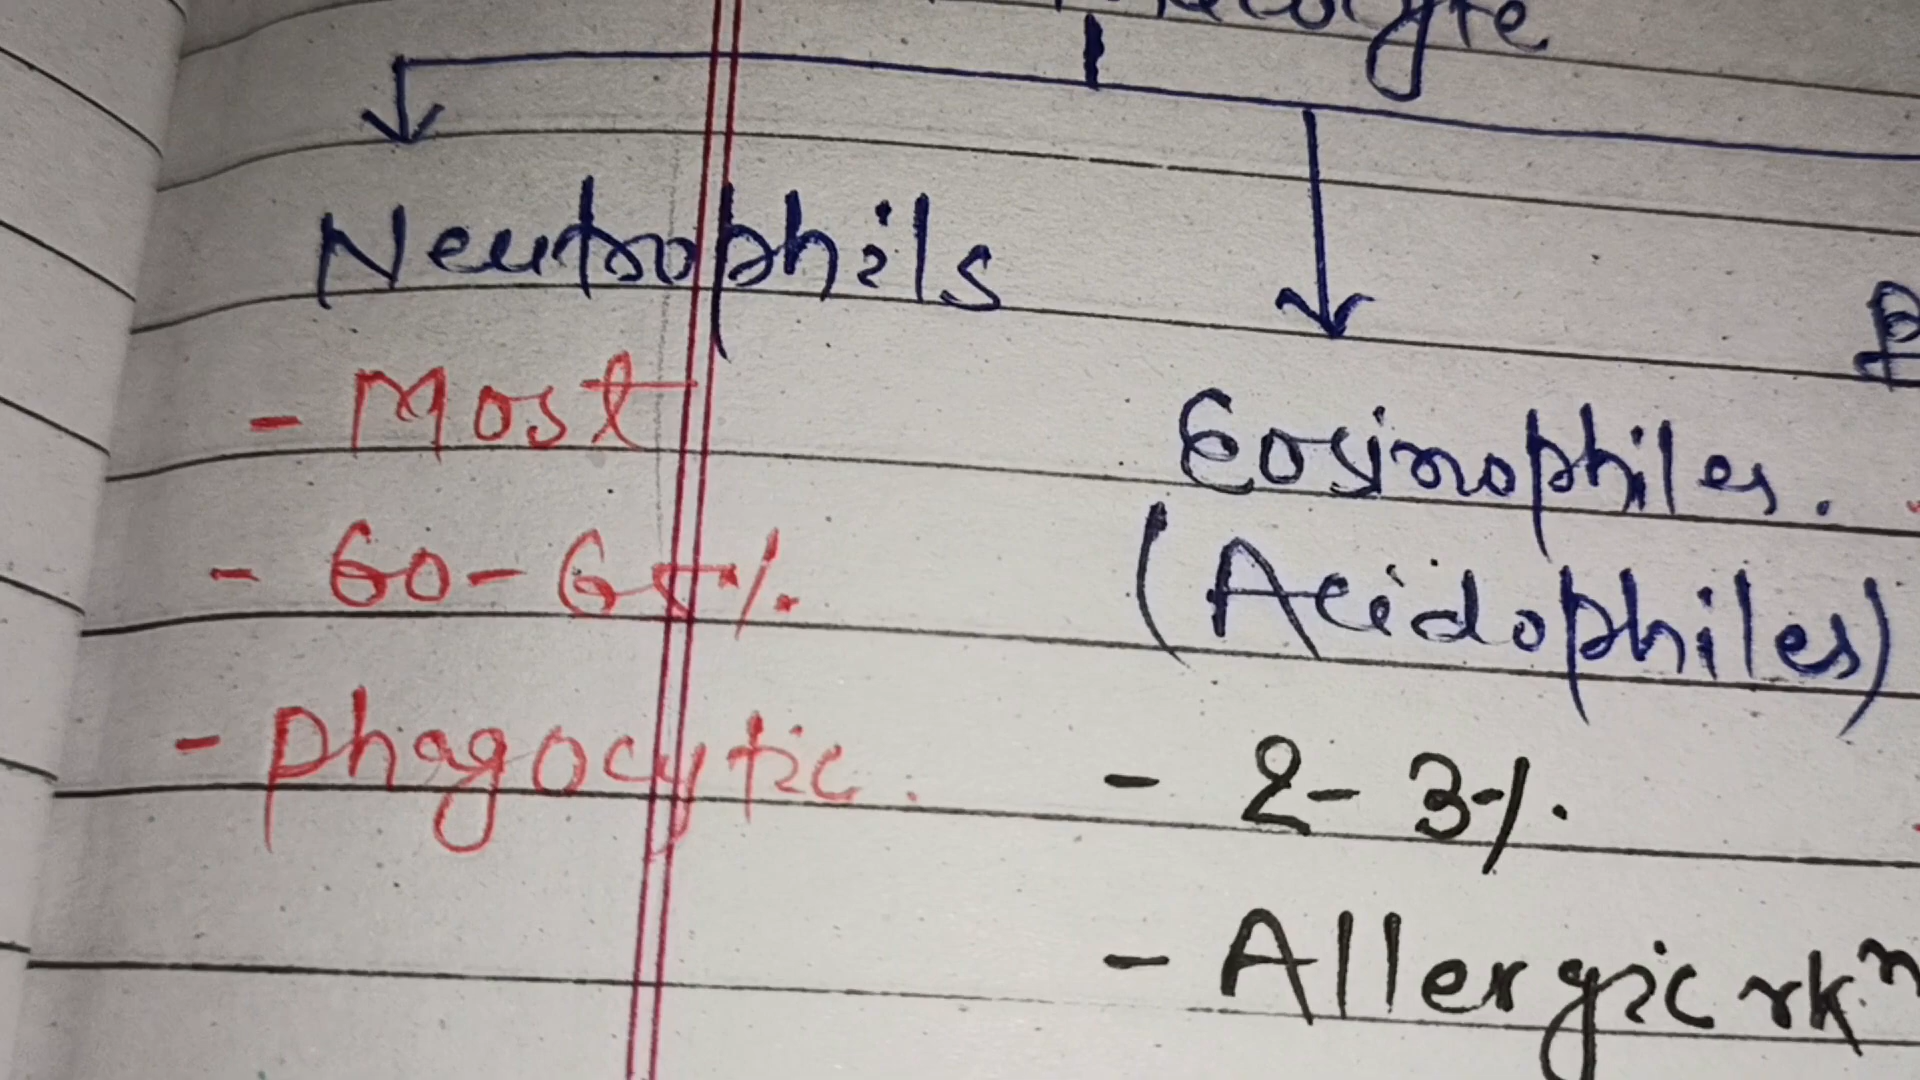 Neutrophils
- Most
- 60-65%.
- Phagocytic.
Eosinophiles.
(Acidophiles)
- 2-3%.
- Allergic rkⁿ